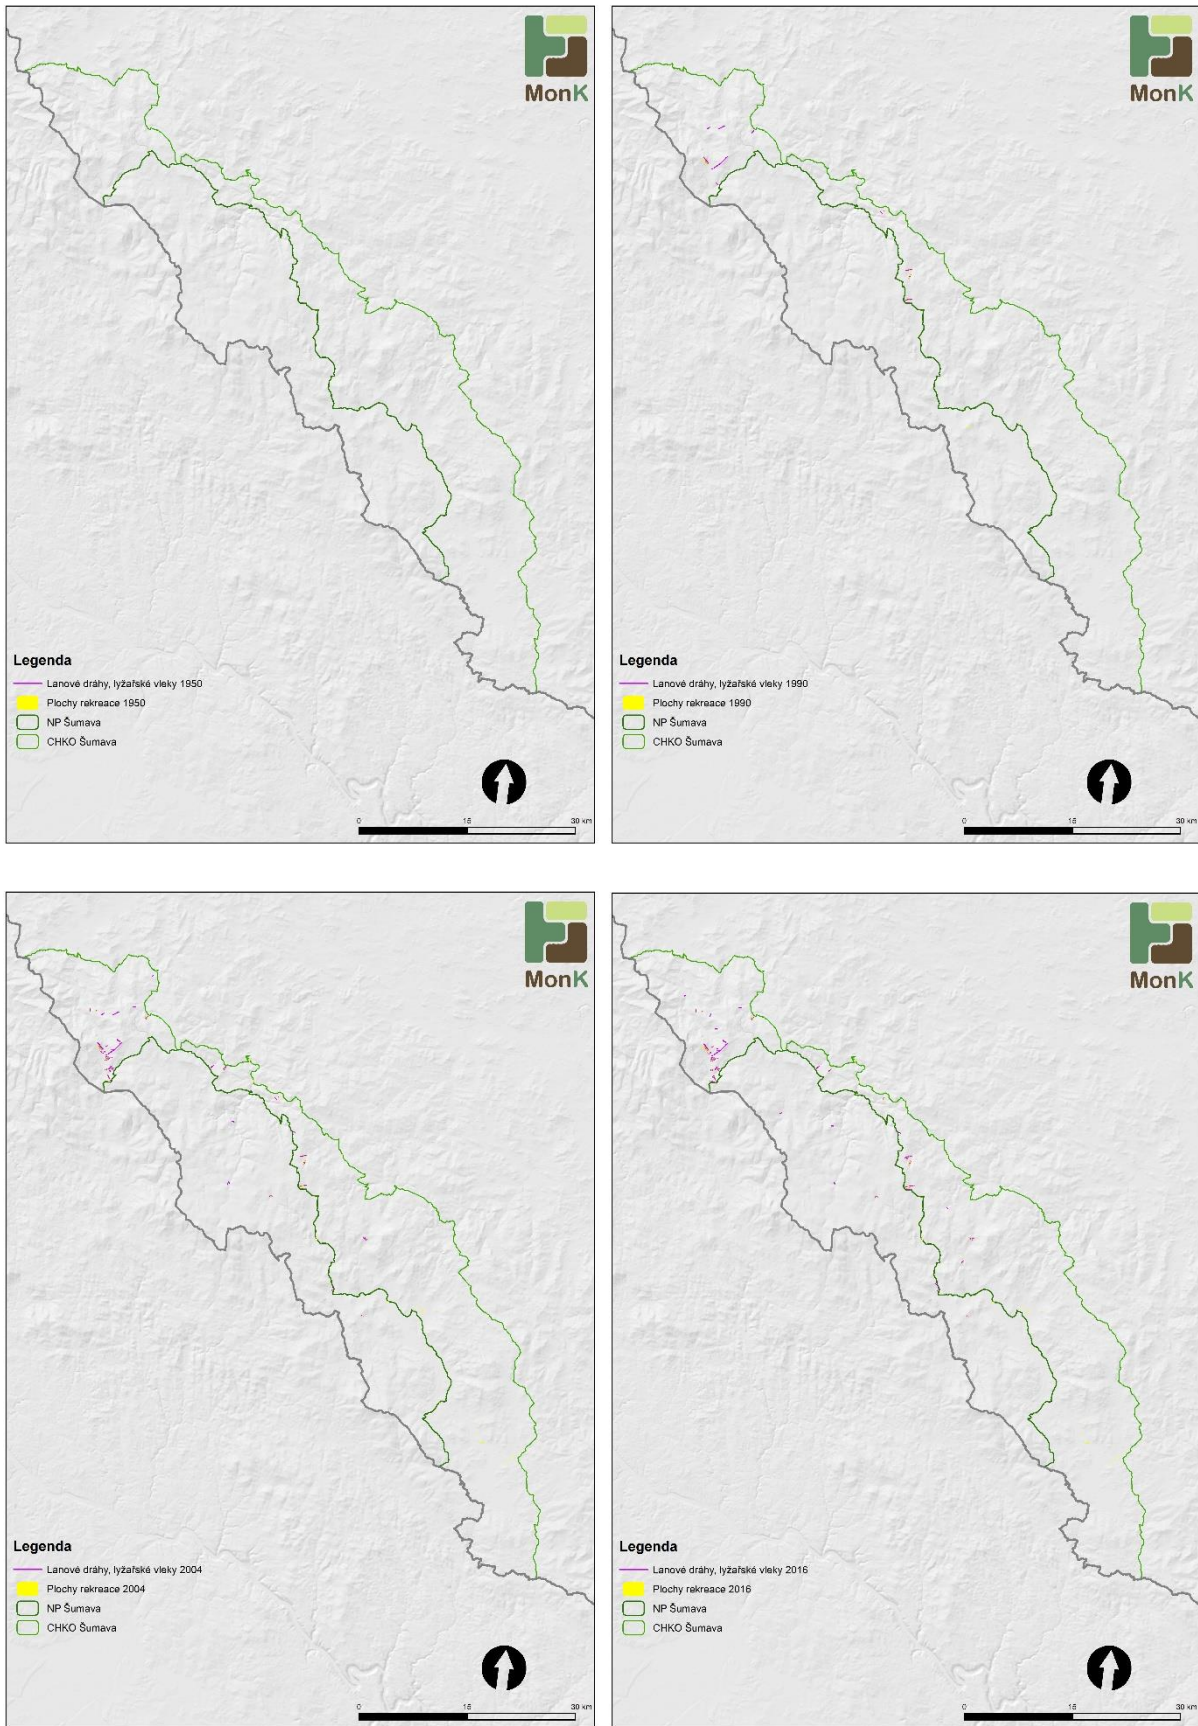 MonK
Legenda
Lanové dráhy, lyžařské vleky 1950
Plochy rekreace 1950
NP Šumava
CHKO Šumava
0 15 30 km
MonK
Legenda
Lanové dráhy, lyžařské vleky 1990
Plochy rekreace 1990
NP Šumava
CHKO Šumava
0 15 30 km
MonK
Legenda
Lanové dráhy, lyžařské vleky 2004
Plochy rekreace 2004
NP Šumava
CHKO Šumava
0 15 30 km
MonK
Legenda
Lanové dráhy, lyžařské vleky 2016
Plochy rekreace 2016
NP Šumava
CHKO Šumava
0 15 30 km